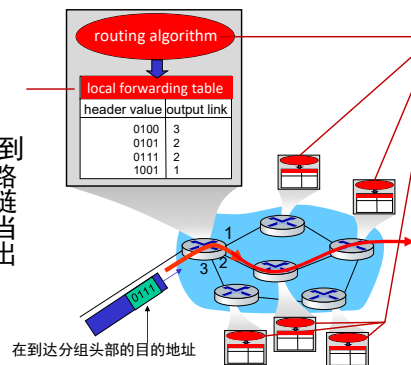 routing algorithm
local forwarding table
header value output link
0100 3
0101 2
0111 2
1001 1
到
路
链
当
出
1
2
3
0111
在到达分组头部的目的地址